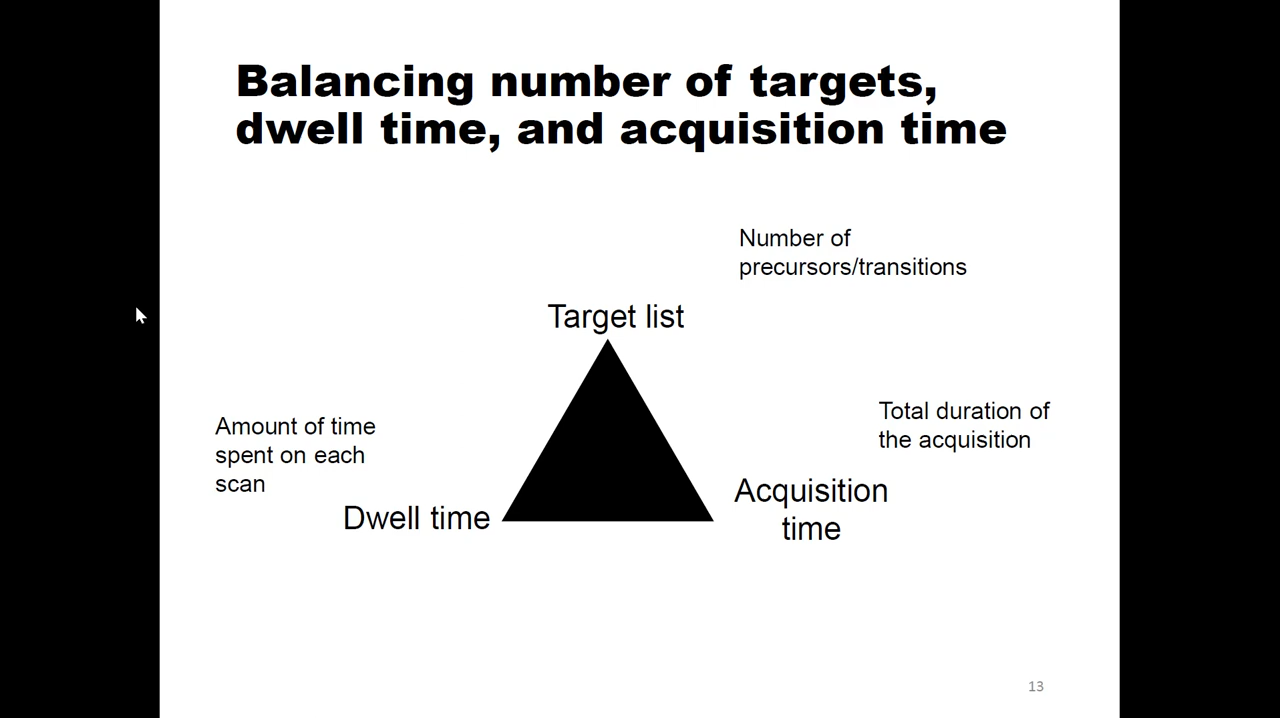 Balancing number of targets,
dwell time, and acquisition time
Number of
precursors/transitions
Target list
Total duration of
the acquisition
Amount of time
spent on each
scan
Acquisition
time
Dwell time
13